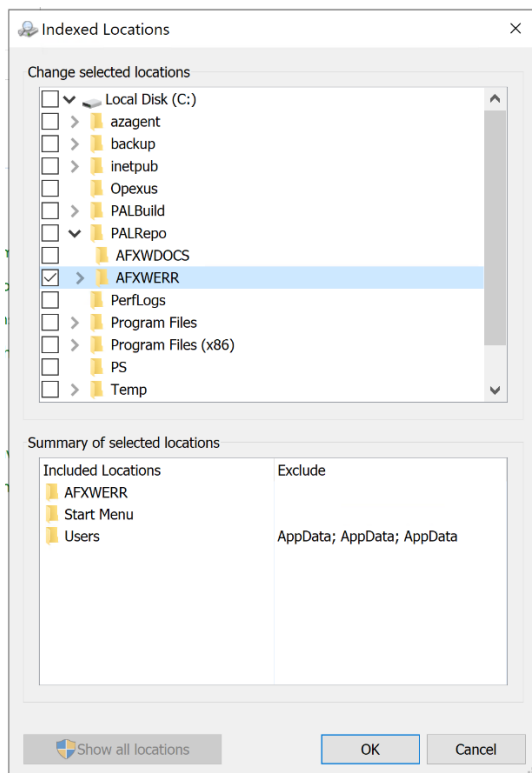 Indexed Locations
Change selected locations
Local Disk (C:)
azagent
backup
inetpub
Opexus
PALBuild
PALRepo
AFXWDOCS
AFXWERR
PerfLogs
Program Files
Program Files (x86)
PS
Temp
Summary of selected locations
Included Locations Exclude
AFXWERR
Start Menu
Users AppData; AppData; AppData
Show all locations OK Cancel